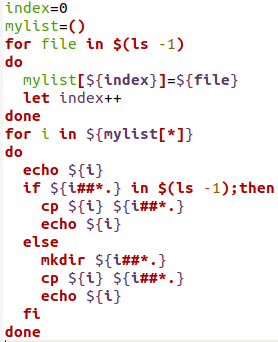 index=0
mylist=()
for file in $(ls -1)
do
  mylist[${index}]=${file}
  let index++
done
for i in ${mylist[*]}
do
  echo ${i}
  if ${i##*.} in $(ls -1);then
    cp ${i} ${i##*.}
    echo ${i}
  else
    mkdir ${i##*.}
    cp ${i} ${i##*.}
    echo ${i}
  fi
done